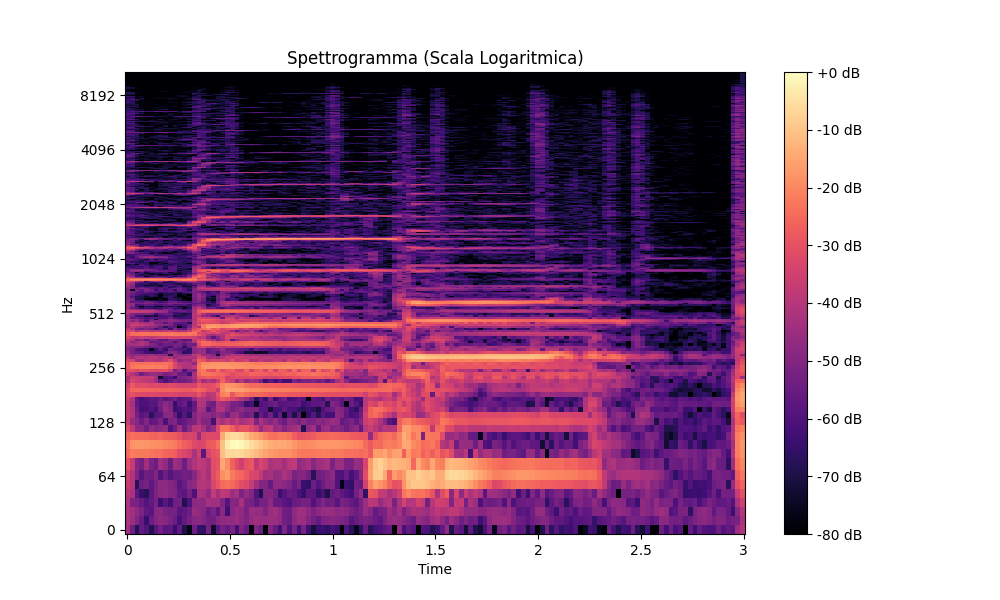 Spettrogramma (Scala Logaritmica)
Hz
8192
4096
2048
1024
512
256
128
64
0
0 0.5 1 1.5 2 2.5 3
Time
+0 dB
-10 dB
-20 dB
-30 dB
-40 dB
-50 dB
-60 dB
-70 dB
-80 dB